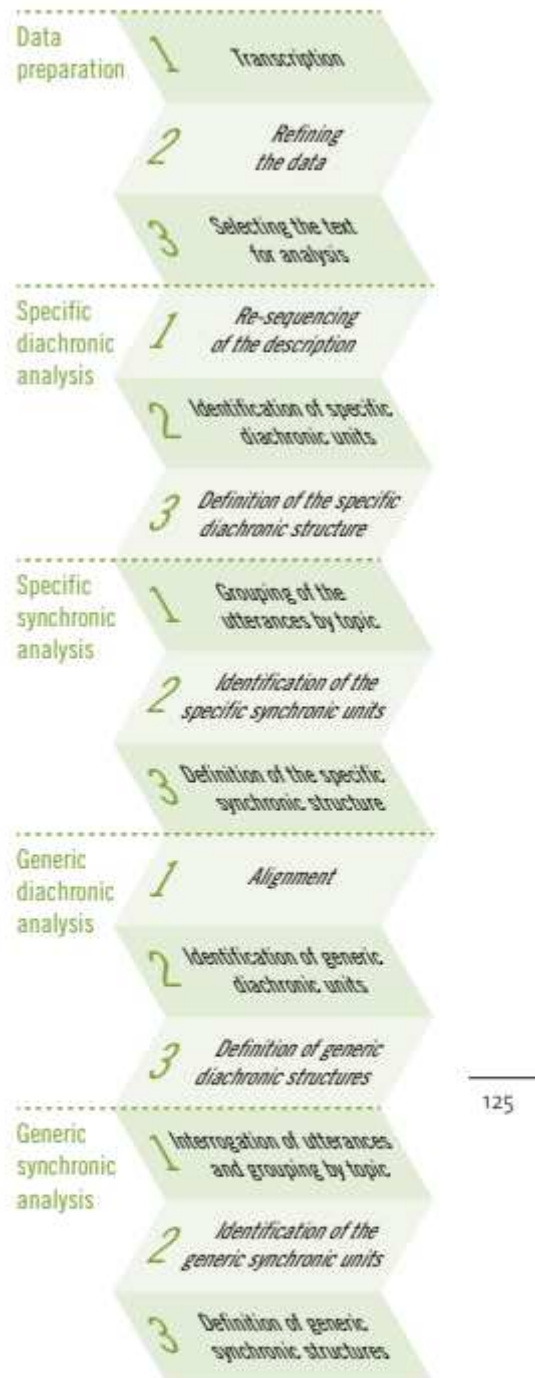 Data
preparation
1
Transcription
2
Refining
the data
3
Selecting the text
for analysis
Specific
diachronic
analysis
1
Re-sequencing
of the description
2
Identification of specific
diachronic units
3
Definition of the specific
diachronic structure
Specific
synchronic
analysis
1
Grouping of the
utterances by topic
2
Identification of the
specific synchronic units
3
Definition of the specific
synchronic structure
Generic
diachronic
analysis
1
Alignment
2
Identification of generic
diachronic units
3
Definition of generic
diachronic structures
125
Generic
synchronic
analysis
1
Interrogation of utterances
and grouping by topic
2
Identification of the
generic synchronic units
3
Definition of generic
synchronic structures